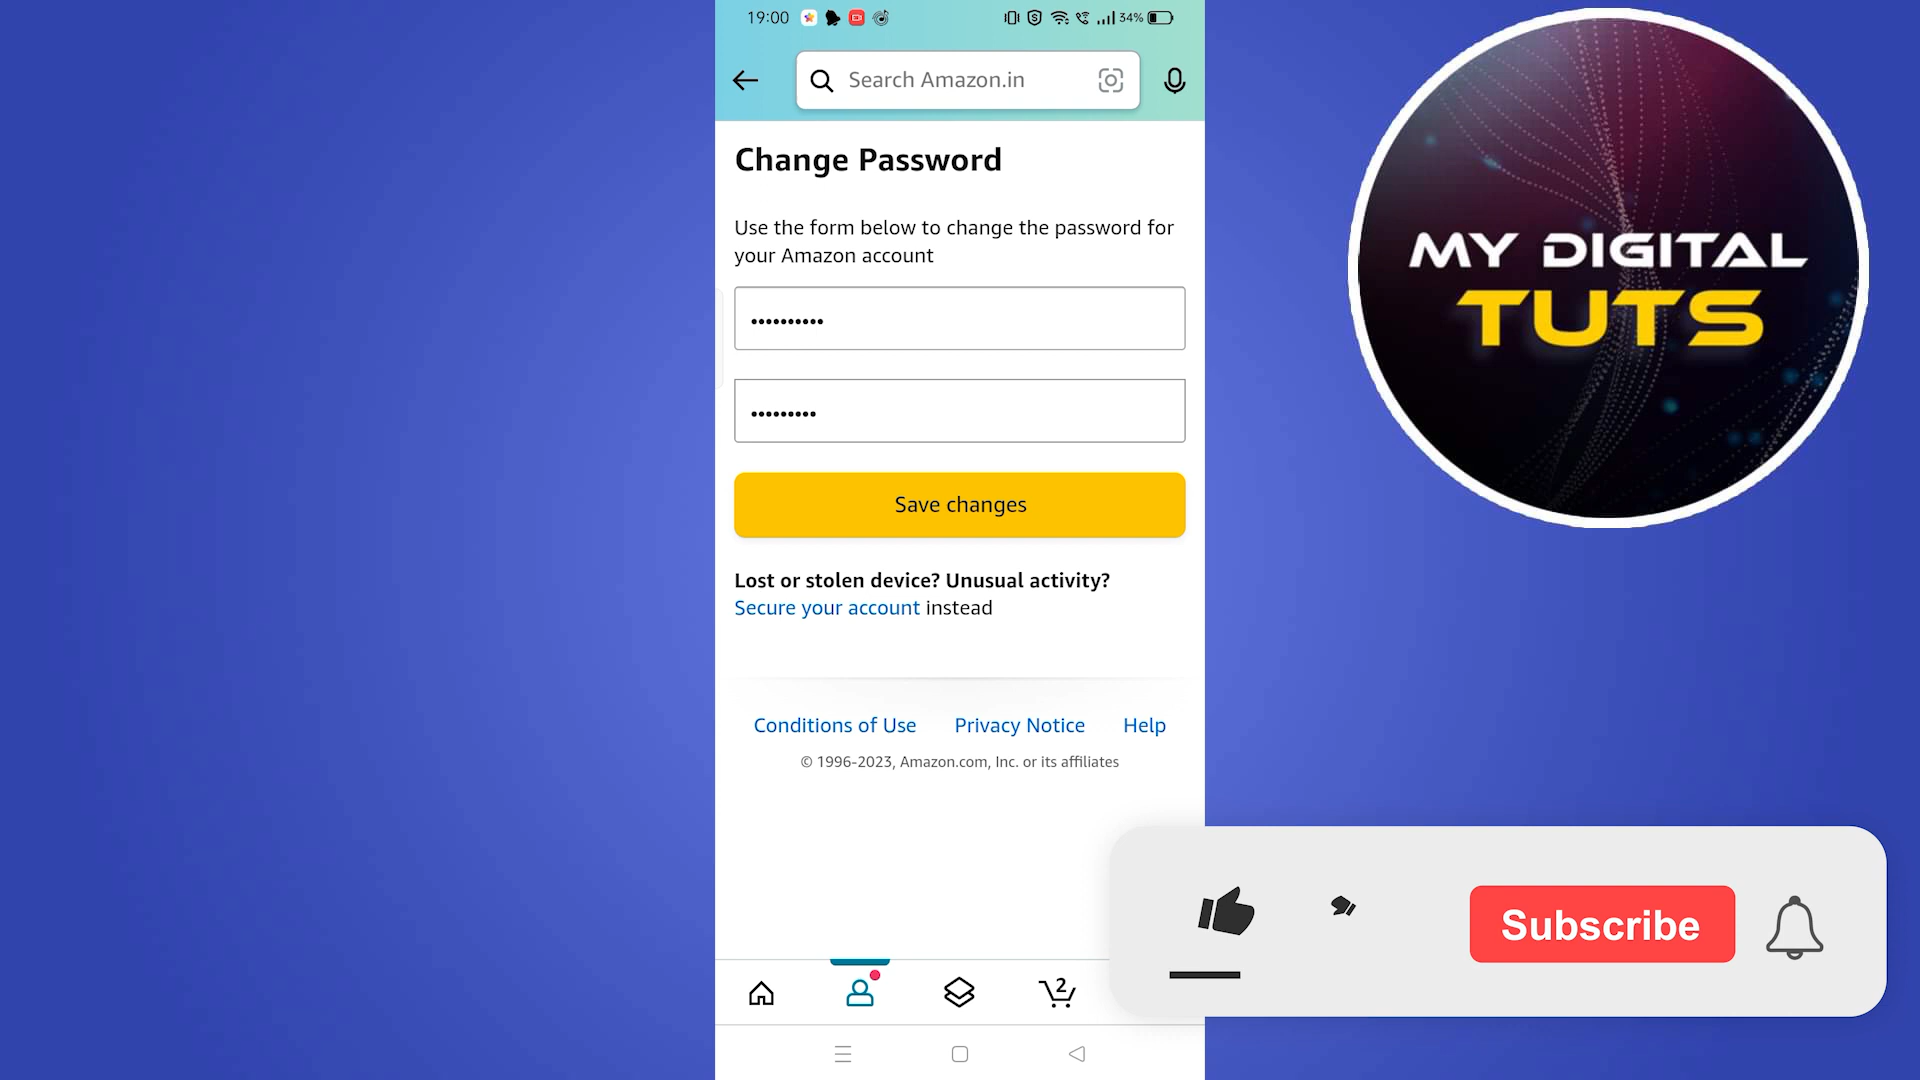 19:00
34%
Search Amazon.in
Change Password
Use the form below to change the password for
your Amazon account
••••••••••
•••••••••
Save changes
Lost or stolen device? Unusual activity?
Secure your account instead
Conditions of Use Privacy Notice Help
© 1996-2023, Amazon.com, Inc. or its affiliates
2
MY DIGITAL
TUTS
Subscribe